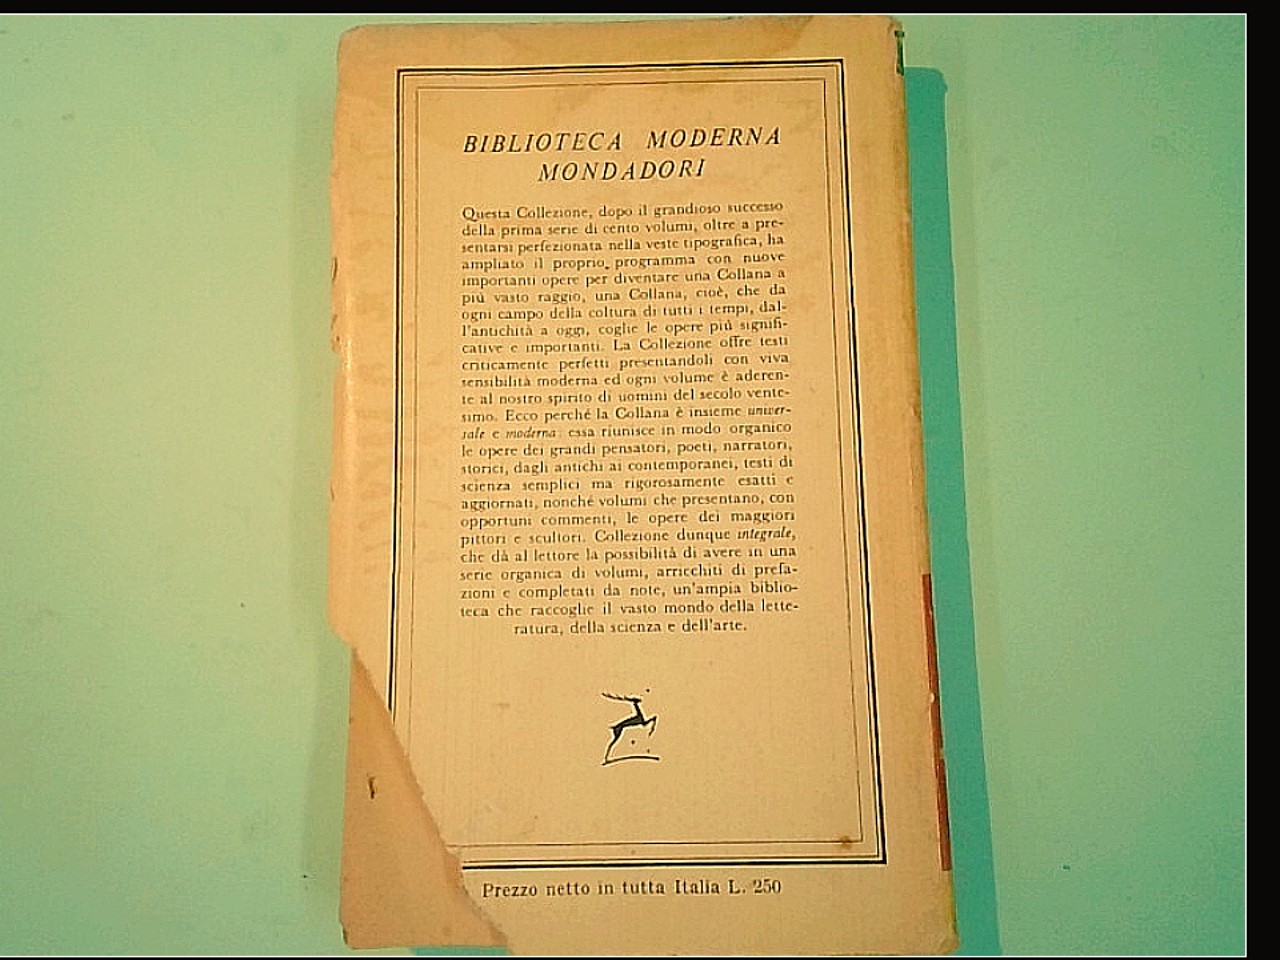 BIBLIOTECA MODERNA
MONDADORI
Questa Collezione, dopo il grandioso successo
della prima serie di cento volumi, oltre a pre-
sentarsi perfezionata nella veste tipografica, ha
ampliato il proprio programma con nuove
importanti opere per diventare una Collana a
più vasto raggio, una Collana, cioè, che da
ogni campo della coltura di tutti i tempi, dal-
l'antichità a oggi, coglie le opere più signifi-
cative e importanti. La Collezione offre testi
criticamente perfetti presentandoli con viva
sensibilità moderna ed ogni volume è aderen-
te al nostro spirito di uomini del secolo vente-
simo. Ecco perché la Collana è insieme univer-
sale e moderna: essa riunisce in modo organico
le opere dei grandi pensatori, poeti, narratori,
storici, dagli antichi ai contemporanei, testi di
scienza semplici ma rigorosamente esatti e
aggiornati, nonché volumi che presentano, con
opportuni commenti, le opere dei maggiori
pittori e scultori. Collezione dunque integrale,
che dà al lettore la possibilità di avere in una
serie organica di volumi, arricchiti di prefa-
zioni e completati da note, un'ampia biblio-
teca che raccoglie il vasto mondo della lette-
ratura, della scienza e dell'arte.
Prezzo netto in tutta Italia L. 250